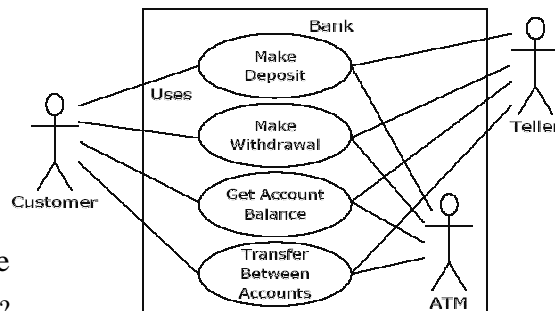 Bank
Make
Deposit
Uses
Make
Withdrawal
Teller
Customer
Get Account
Balance
Transfer
Between
Accounts
ATM
e
?